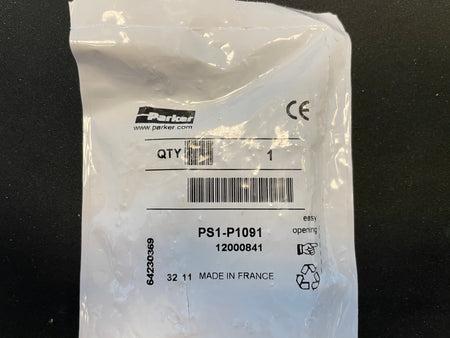 Parker
www.parker.com
CE
QTY 1
PS1-P1091
12000841
easy
opening
64230369
32 11 MADE IN FRANCE